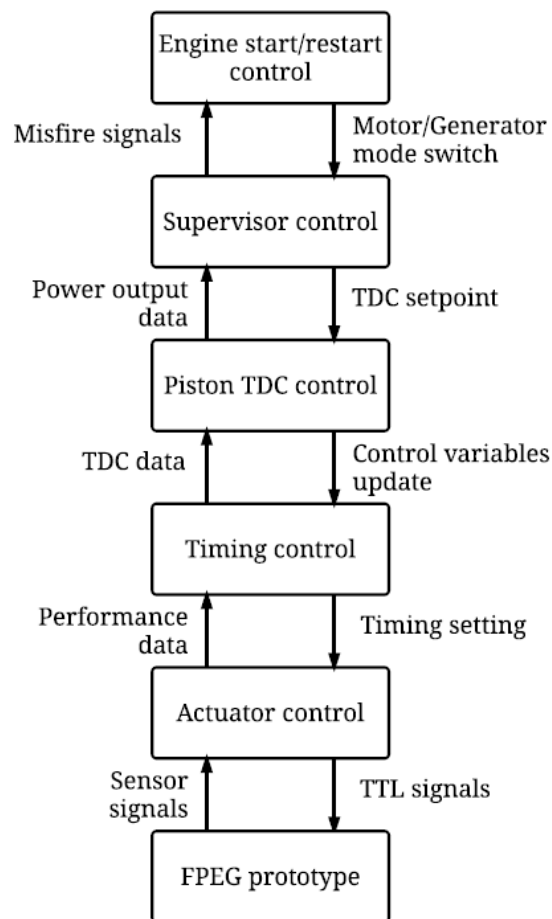 Engine start/restart
control
Misfire signals
Motor/Generator
mode switch
Supervisor control
Power output
data
TDC setpoint
Piston TDC control
TDC data
Control variables
update
Timing control
Performance
data
Timing setting
Actuator control
Sensor
signals
TTL signals
FPEG prototype